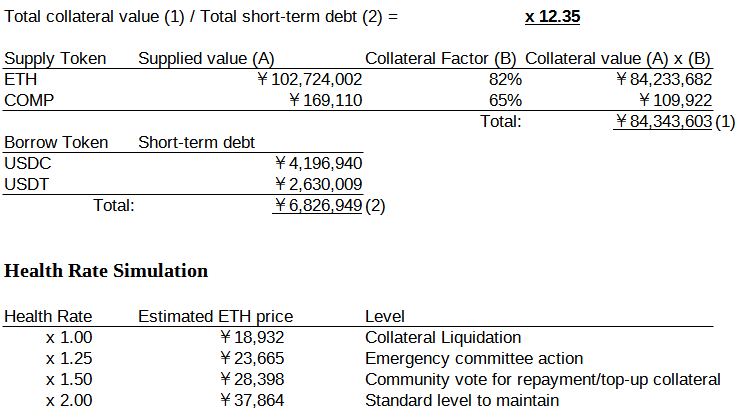 Total collateral value (1) / Total short-term debt (2) = x 12.35
Supply Token Supplied value (A) Collateral Factor (B) Collateral value (A) x (B)
ETH ¥102,724,002 82% ¥84,233,682
COMP ¥169,110 65% ¥109,922
Total: ¥84,343,603 (1)
Borrow Token Short-term debt
USDC ¥4,196,940
USDT ¥2,630,009
Total: ¥6,826,949 (2)
Health Rate Simulation
Health Rate Estimated ETH price Level
x 1.00 ¥18,932 Collateral Liquidation
x 1.25 ¥23,665 Emergency committee action
x 1.50 ¥28,398 Community vote for repayment/top-up collateral
x 2.00 ¥37,864 Standard level to maintain